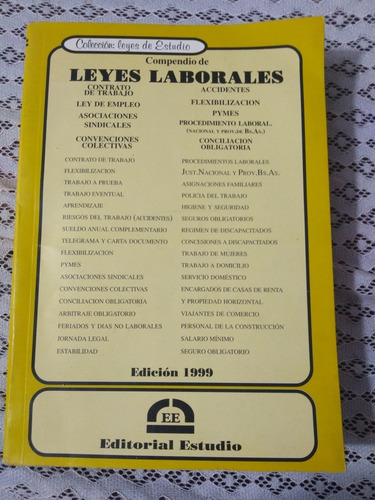 Colección: leyes de Estudio
Compendio de
LEYES LABORALES
CONTRATO
DE TRABAJO
LEY DE EMPLEO
ASOCIACIONES
SINDICALES
CONVENCIONES
COLECTIVAS
ACCIDENTES
FLEXIBILIZACION
PYMES
PROCEDIMIENTO LABORAL.
(NACIONAL Y PROV.DE BS.AS.)
CONCILIACION
OBLIGATORIA
CONTRATO DE TRABAJO
FLEXIBILIZACION
TRABAJO A PRUEBA
TRABAJO EVENTUAL
APRENDIZAJE
RIESGOS DEL TRABAJO (ACCIDENTES)
SUELDO ANUAL COMPLEMENTARIO
TELEGRAMA Y CARTA DOCUMENTO
FLEXIBILIZACION
PYMES
ASOCIACIONES SINDICALES
CONVENCIONES COLECTIVAS
CONCILIACION OBLIGATORIA
ARBITRAJE OBLIGATORIO
FERIADOS Y DIAS NO LABORALES
JORNADA LEGAL
ESTABILIDAD
PROCEDIMIENTOS LABORALES
JUST.NACIONAL Y PROV.BS.AS.
ASIGNACIONES FAMILIARES
POLICIA DEL TRABAJO
HIGIENE Y SEGURIDAD
SEGUROS OBLIGATORIOS
REGIMEN DE DISCAPACITADOS
CONCESIONES A DISCAPACITADOS
TRABAJO DE MUJERES
TRABAJO A DOMICILIO
SERVICIO DOMÉSTICO
ENCARGADOS DE CASAS DE RENTA
Y PROPIEDAD HORIZONTAL
VIAJANTES DE COMERCIO
PERSONAL DE LA CONSTRUCCIÓN
SALARIO MÍNIMO
SEGURO OBLIGATORIO
Edición 1999
EE
Editorial Estudio